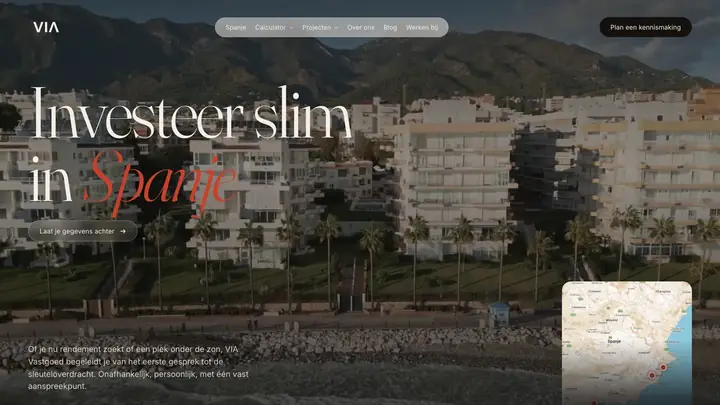 VIA
Spanje Calculator Projecten Over ons Blog Werken bij
Plan een kennismaking
Investeer slim
in Spanje
Laat je gegevens achter
Of je nu rendement zoekt of een plek onder de zon, VIA
Vastgoed begeleidt je van het eerste gesprek tot de
sleuteloverdracht. Onafhankelijk, persoonlijk, met één vast
aanspreekpunt.
Spanje